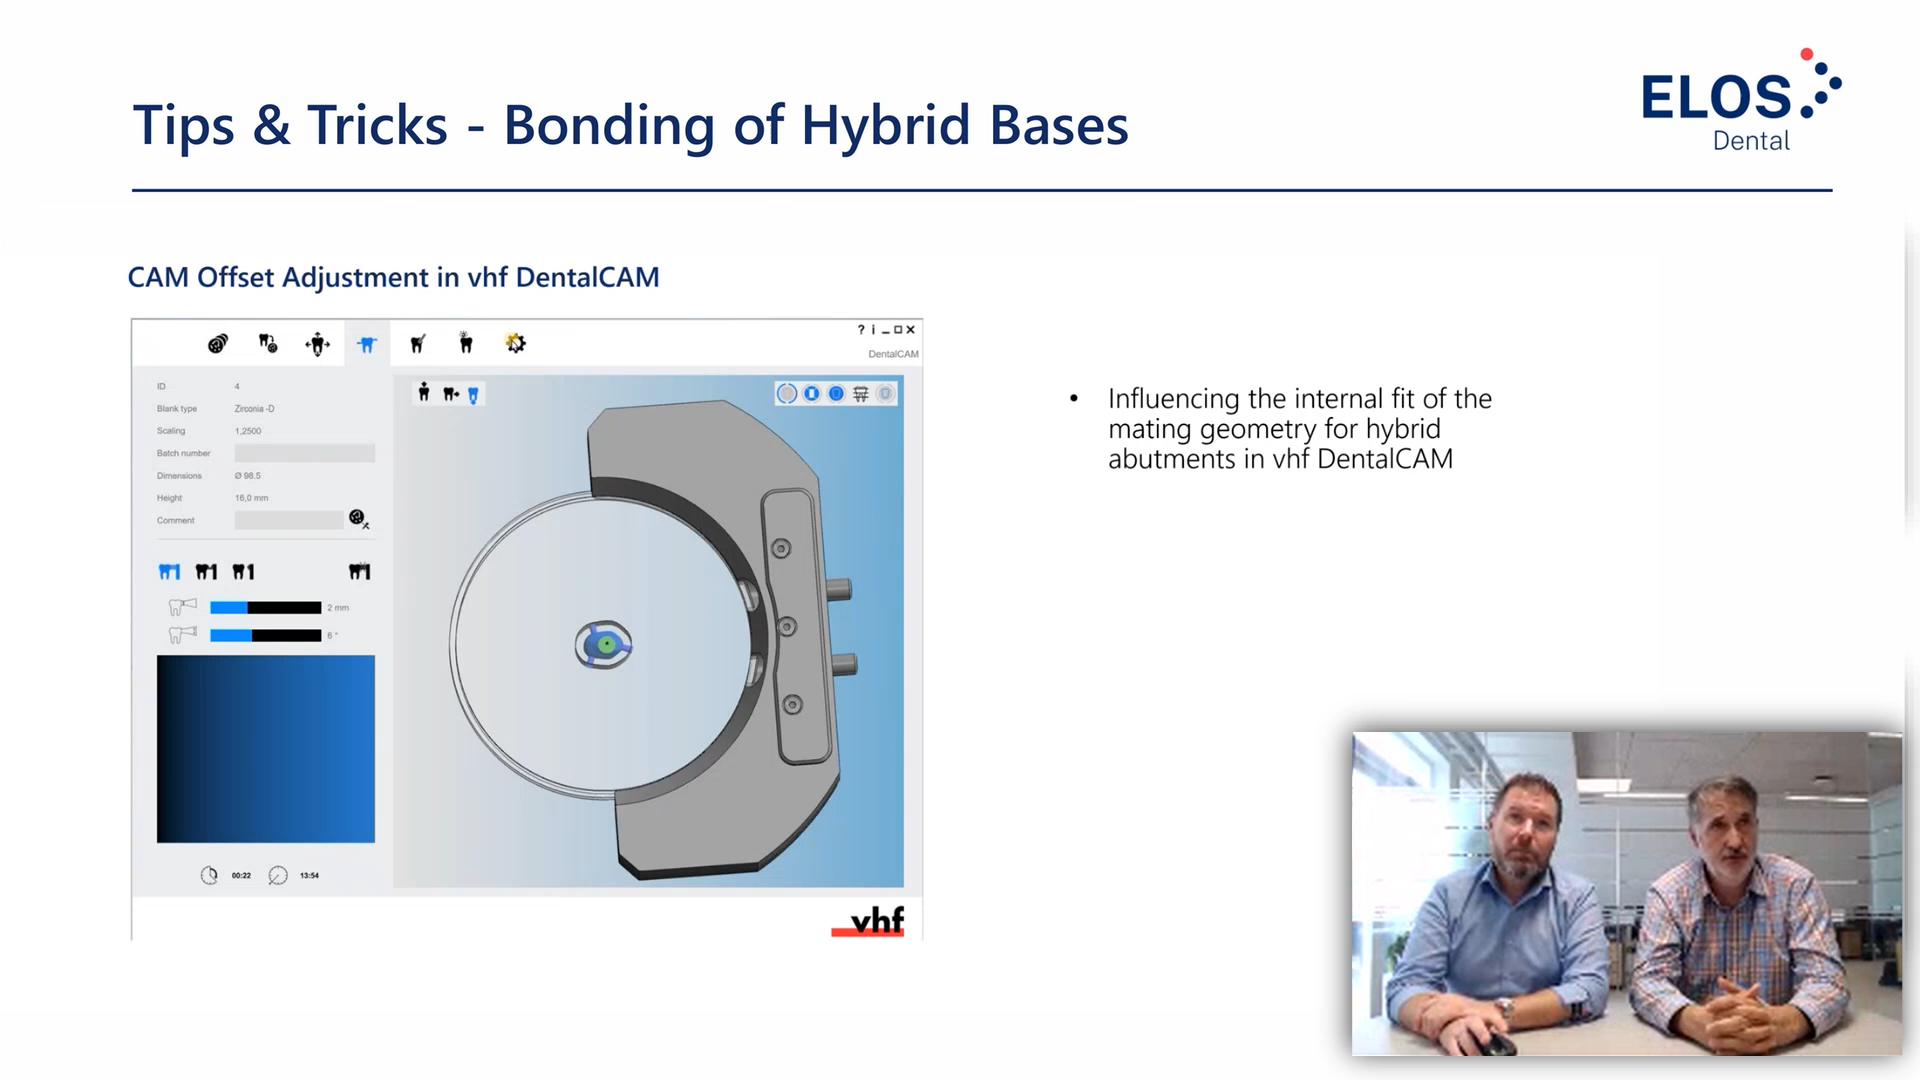 Tips & Tricks - Bonding of Hybrid Bases
ELOS
Dental
CAM Offset Adjustment in vhf DentalCAM
? i
DentalCAM
ID 4
Blank type Zirconia -D
Scaling 1,2500
Batch number
Dimensions Ø 98.5
Height 16,0 mm
Comment
2 mm
6 °
00:22 13:54
vhf
• Influencing the internal fit of the
mating geometry for hybrid
abutments in vhf DentalCAM